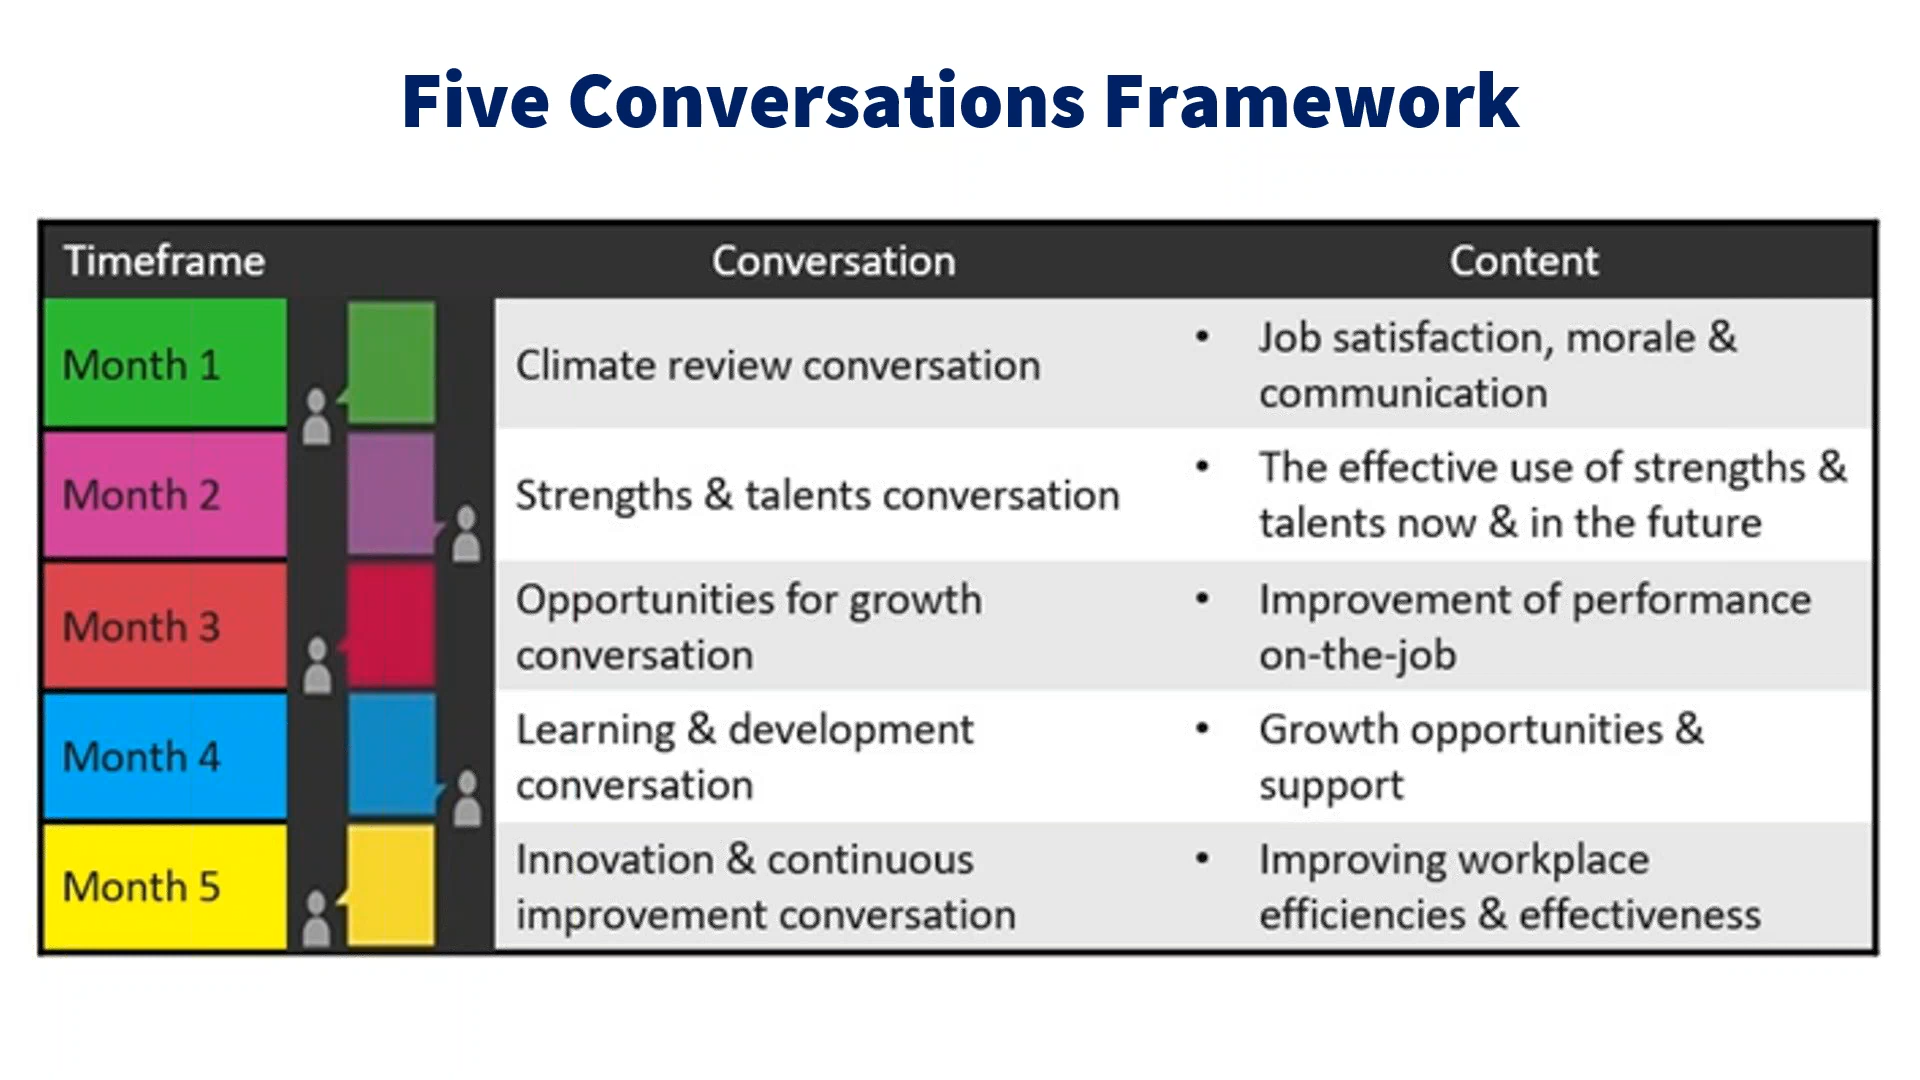 Five Conversations Framework
Timeframe Conversation Content
Month 1
Climate review conversation
• Job satisfaction, morale &
communication
Month 2
Strengths & talents conversation
• The effective use of strengths &
talents now & in the future
Month 3
Opportunities for growth
conversation
• Improvement of performance
on-the-job
Month 4
Learning & development
conversation
• Growth opportunities &
support
Month 5
Innovation & continuous
improvement conversation
• Improving workplace
efficiencies & effectiveness